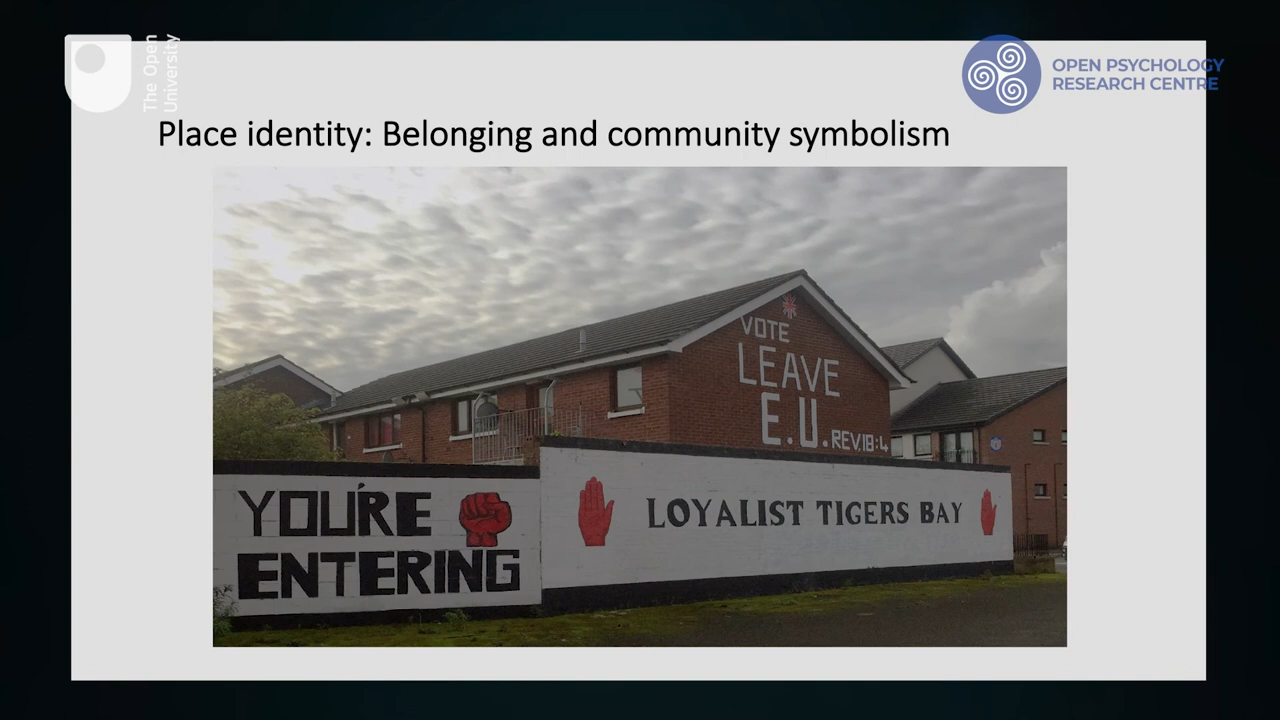 The Open
University
OPEN PSYCHOLOGY
RESEARCH CENTRE
Place identity: Belonging and community symbolism
VOTE
LEAVE
E.U. REV,18:4
YOU'RE
ENTERING
LOYALIST TIGERS BAY